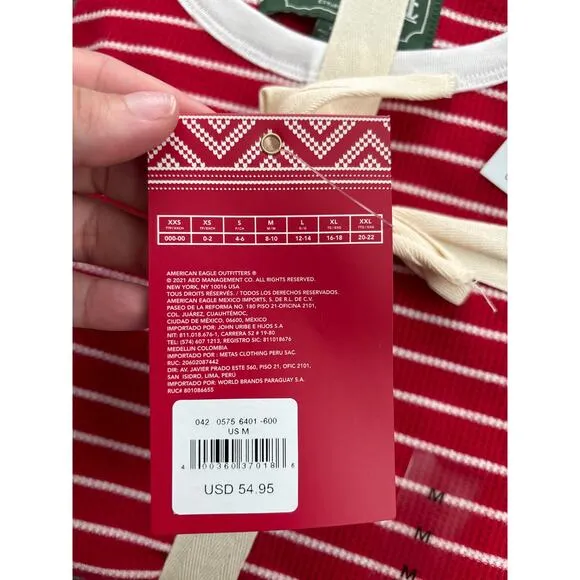 XXS XS S M L XL XXL
000-00 0-2 4-6 8-10 12-14 16-18 20-22
AMERICAN EAGLE OUTFITTERS ®
© 2021 AEO MANAGEMENT CO. ALL RIGHTS RESERVED.
NEW YORK, NY 10016 USA
TOUS DROITS RÉSERVÉS. / TODOS LOS DERECHOS RESERVADOS.
AMERICAN EAGLE MEXICO IMPORTS, S. DE R.L. DE C.V.
PASEO DE LA REFORMA NO. 180 PISO 21-OFICINA 2101,
COL. JUÁREZ, CUAUHTÉMOC,
CIUDAD DE MÉXICO, 06600, MÉXICO
IMPORTADO POR: JOHN URIBE E HIJOS S.A
NIT: 811.018.676-1, CARRERA 52 # 19-80
TEL: (574) 607 1213, REGISTRO SIC: 811018676
MEDELLIN COLOMBIA
IMPORTADO POR : METAS CLOTHING PERU SAC,
RUC: 20602087442
DIR: AV. JAVIER PRADO ESTE 560, PISO 21, OFIC 2101,
SAN ISIDRO, LIMA, PERU
IMPORTADO POR: WORLD BRANDS PARAGUAY S.A.
RUC# 801086655
042 0575 6401 -600
US M
4 00360 37018 6
USD 54.95
M
M
M